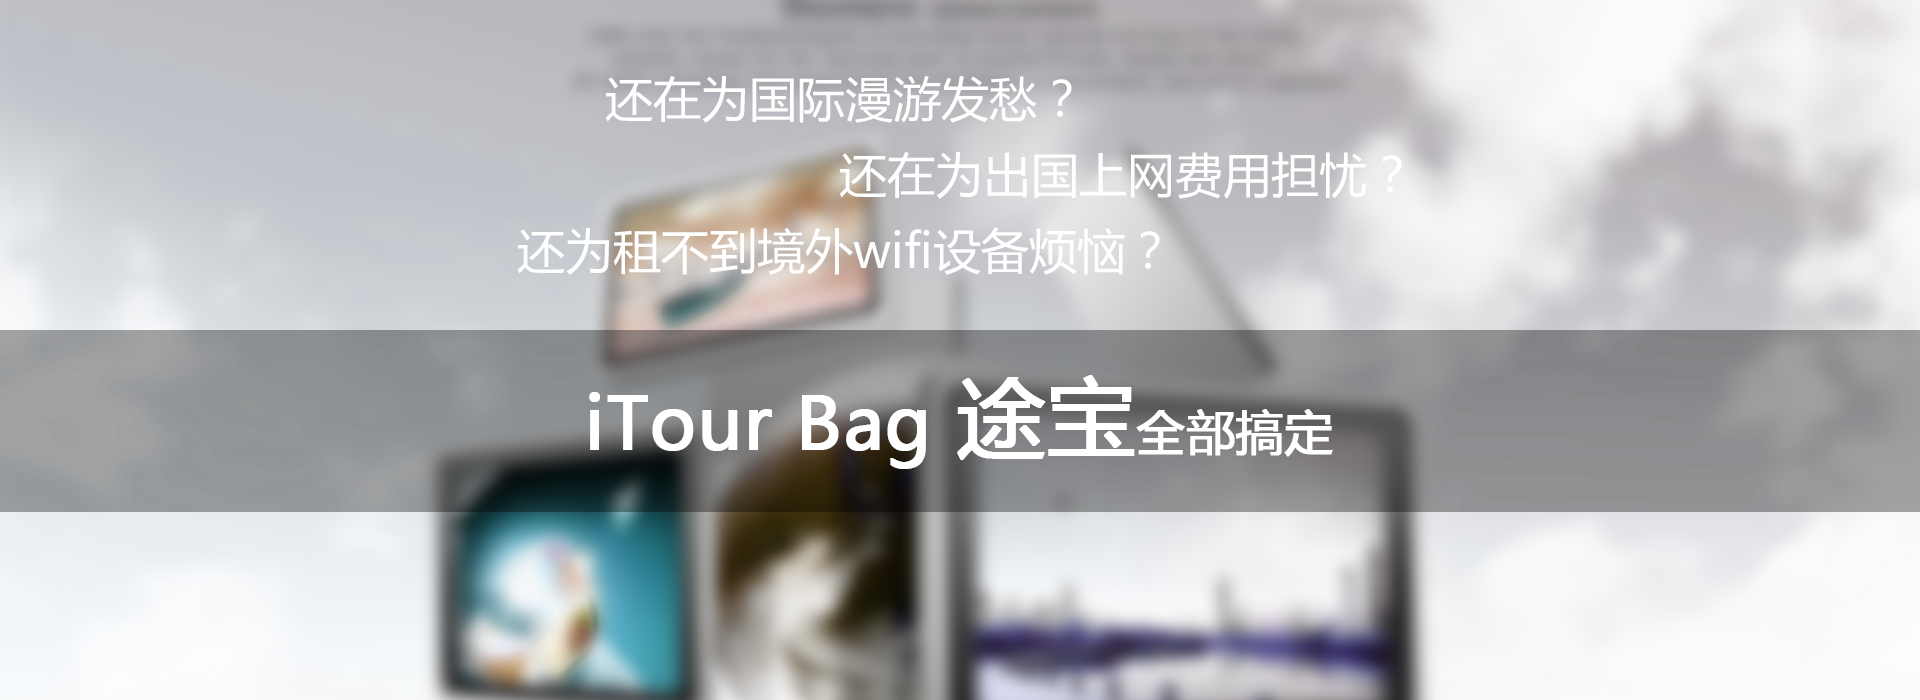 还在为国际漫游发愁？
还在为出国上网费用担忧？
还为租不到境外wifi设备烦恼？
iTour Bag 途宝全部搞定